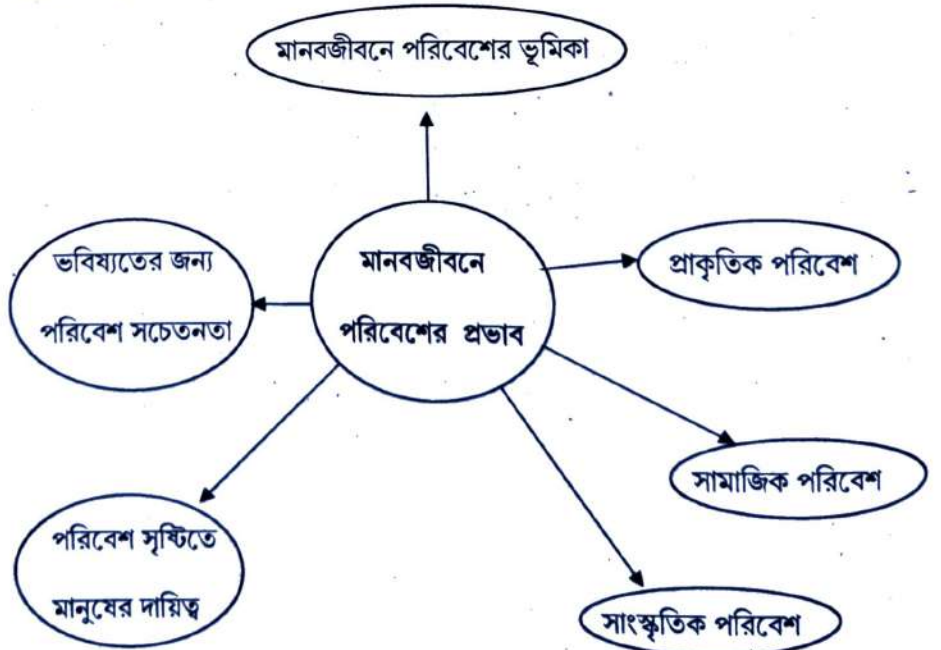 মানবজীবনে পরিবেশের ভূমিকা
ভবিষ্যতের জন্য
পরিবেশ সচেতনতা
মানবজীবনে
পরিবেশের প্রভাব
প্রাকৃতিক পরিবেশ
সামাজিক পরিবেশ
পরিবেশ সৃষ্টিতে
মানুষের দায়িত্ব
সাংস্কৃতিক পরিবেশ